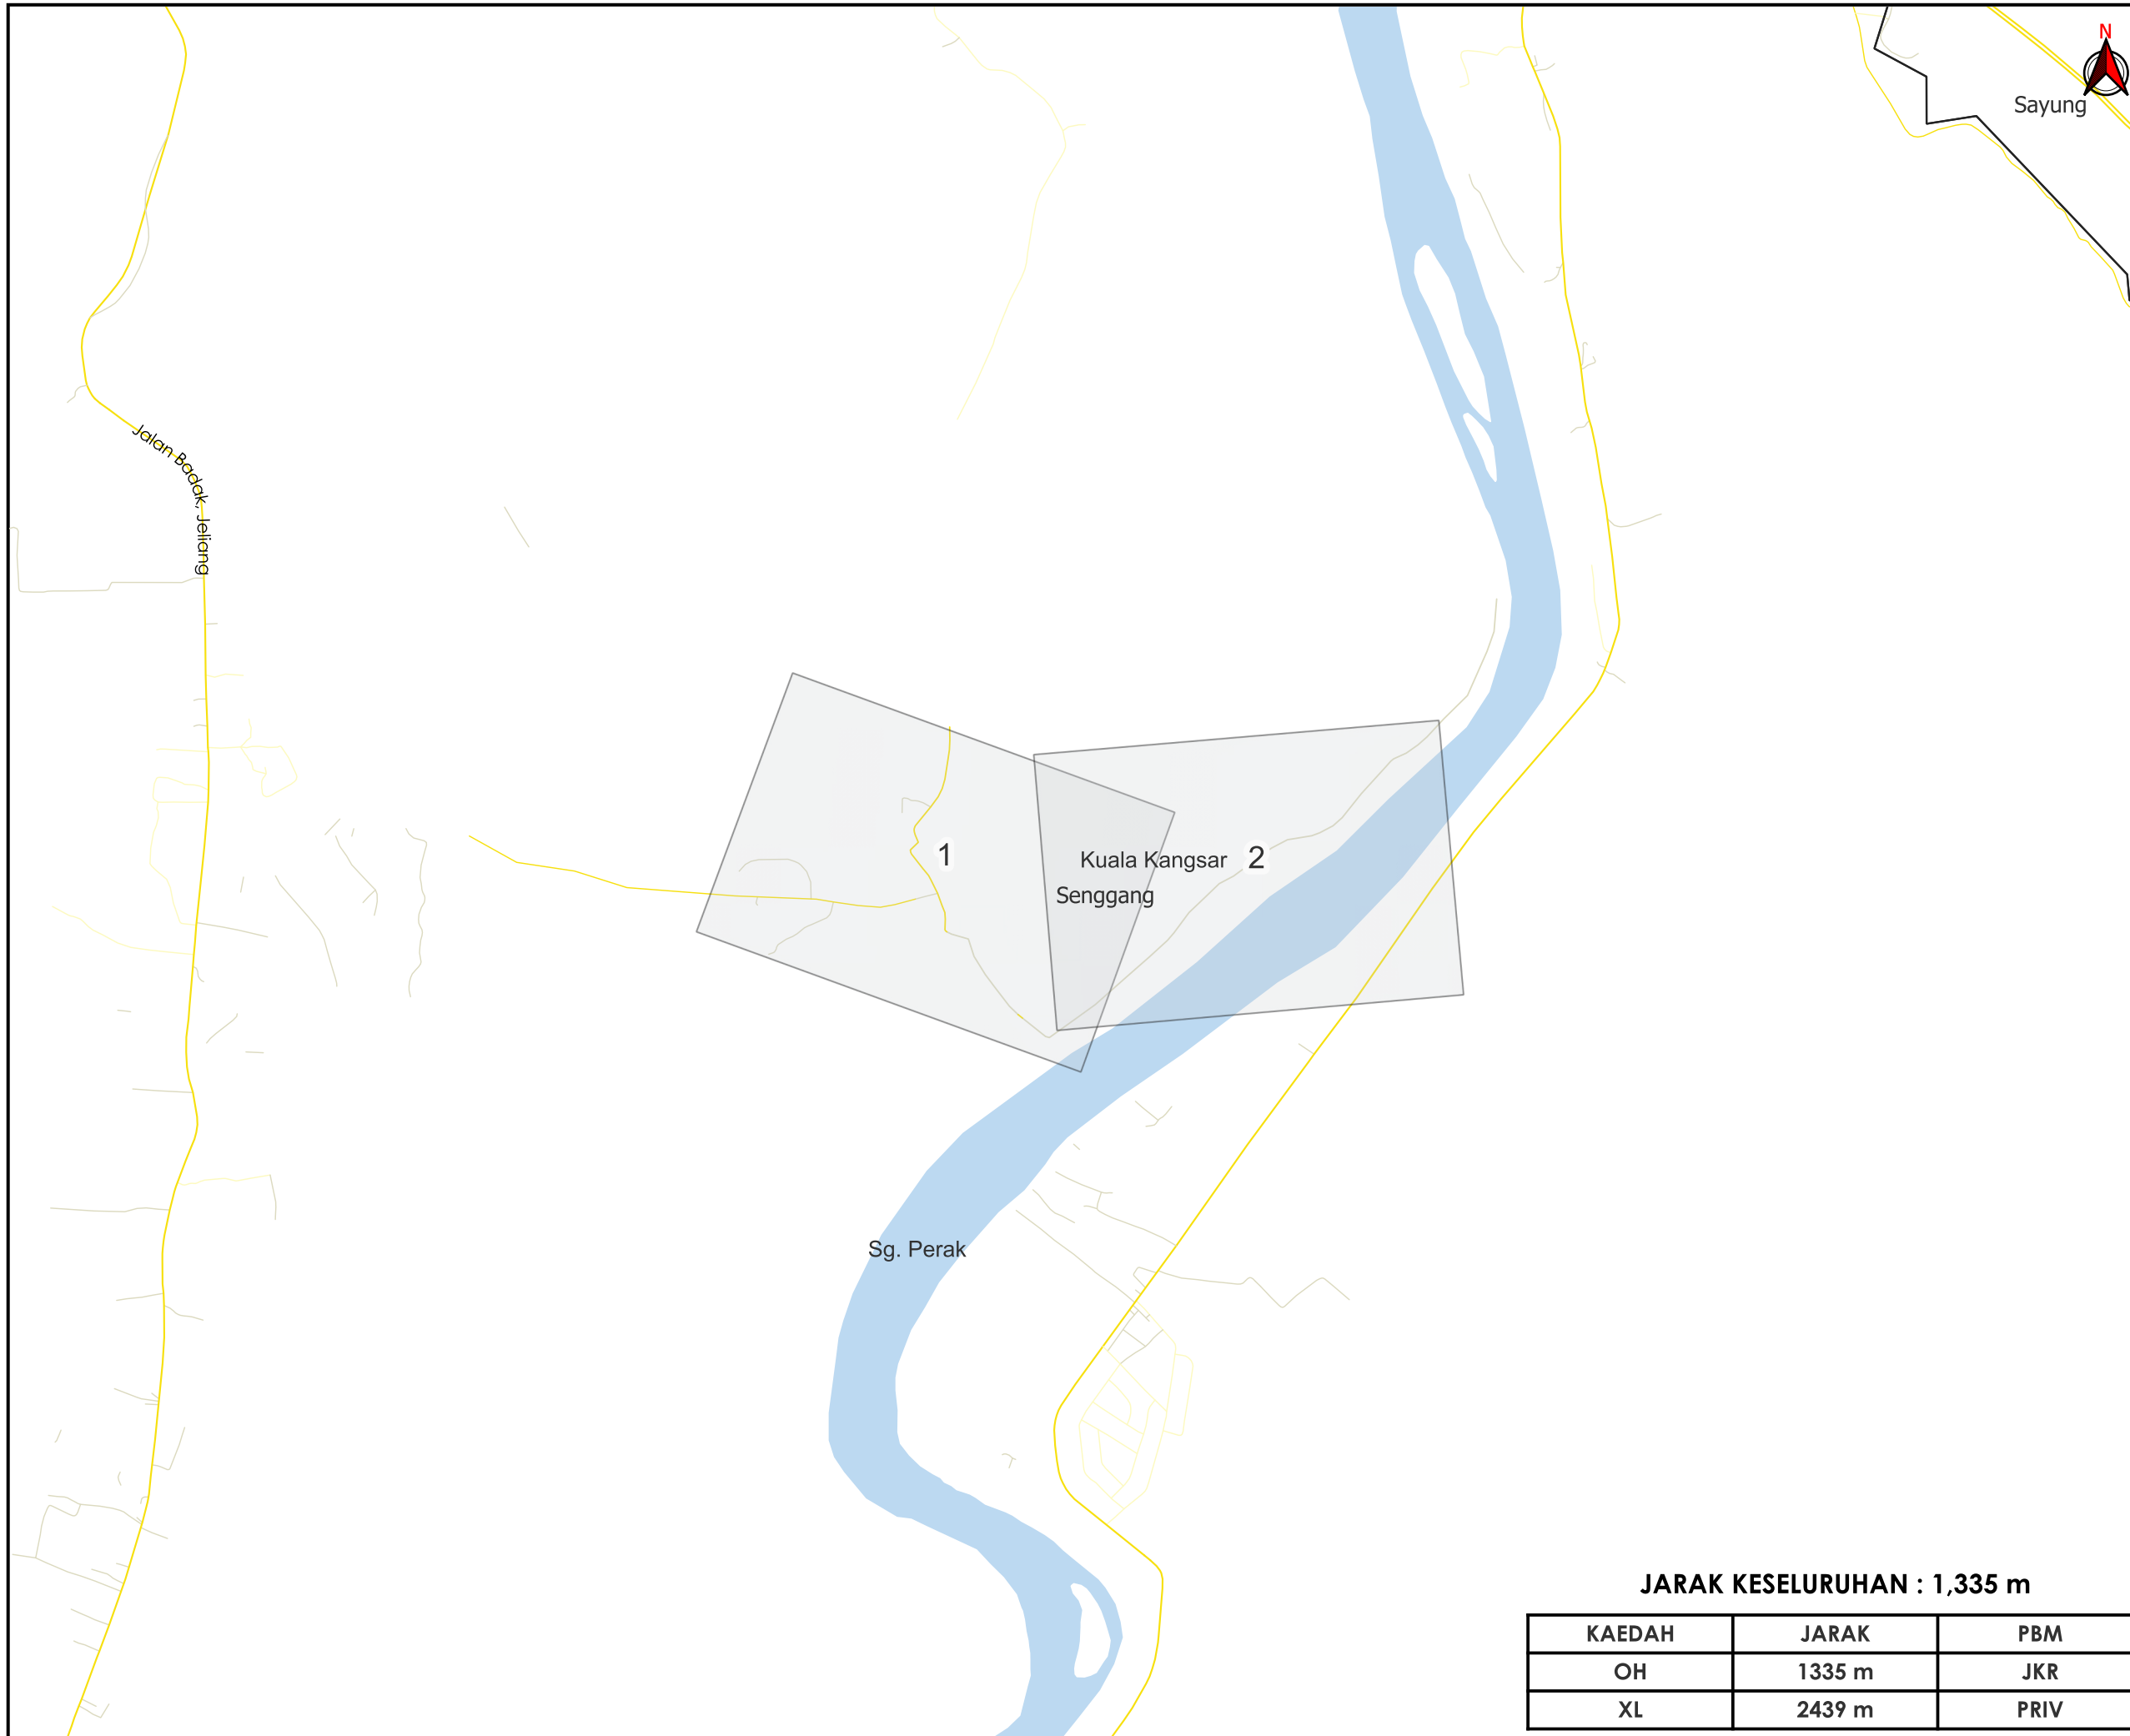 N
Sayung
Jalan Badak, Jeliang
1
Kuala Kangsar
2
Senggang
Sg. Perak
JARAK KESELURUHAN : 1,335 m
KAEDAH JARAK PBM
OH 1335 m JKR
XL 2439 m PRIV